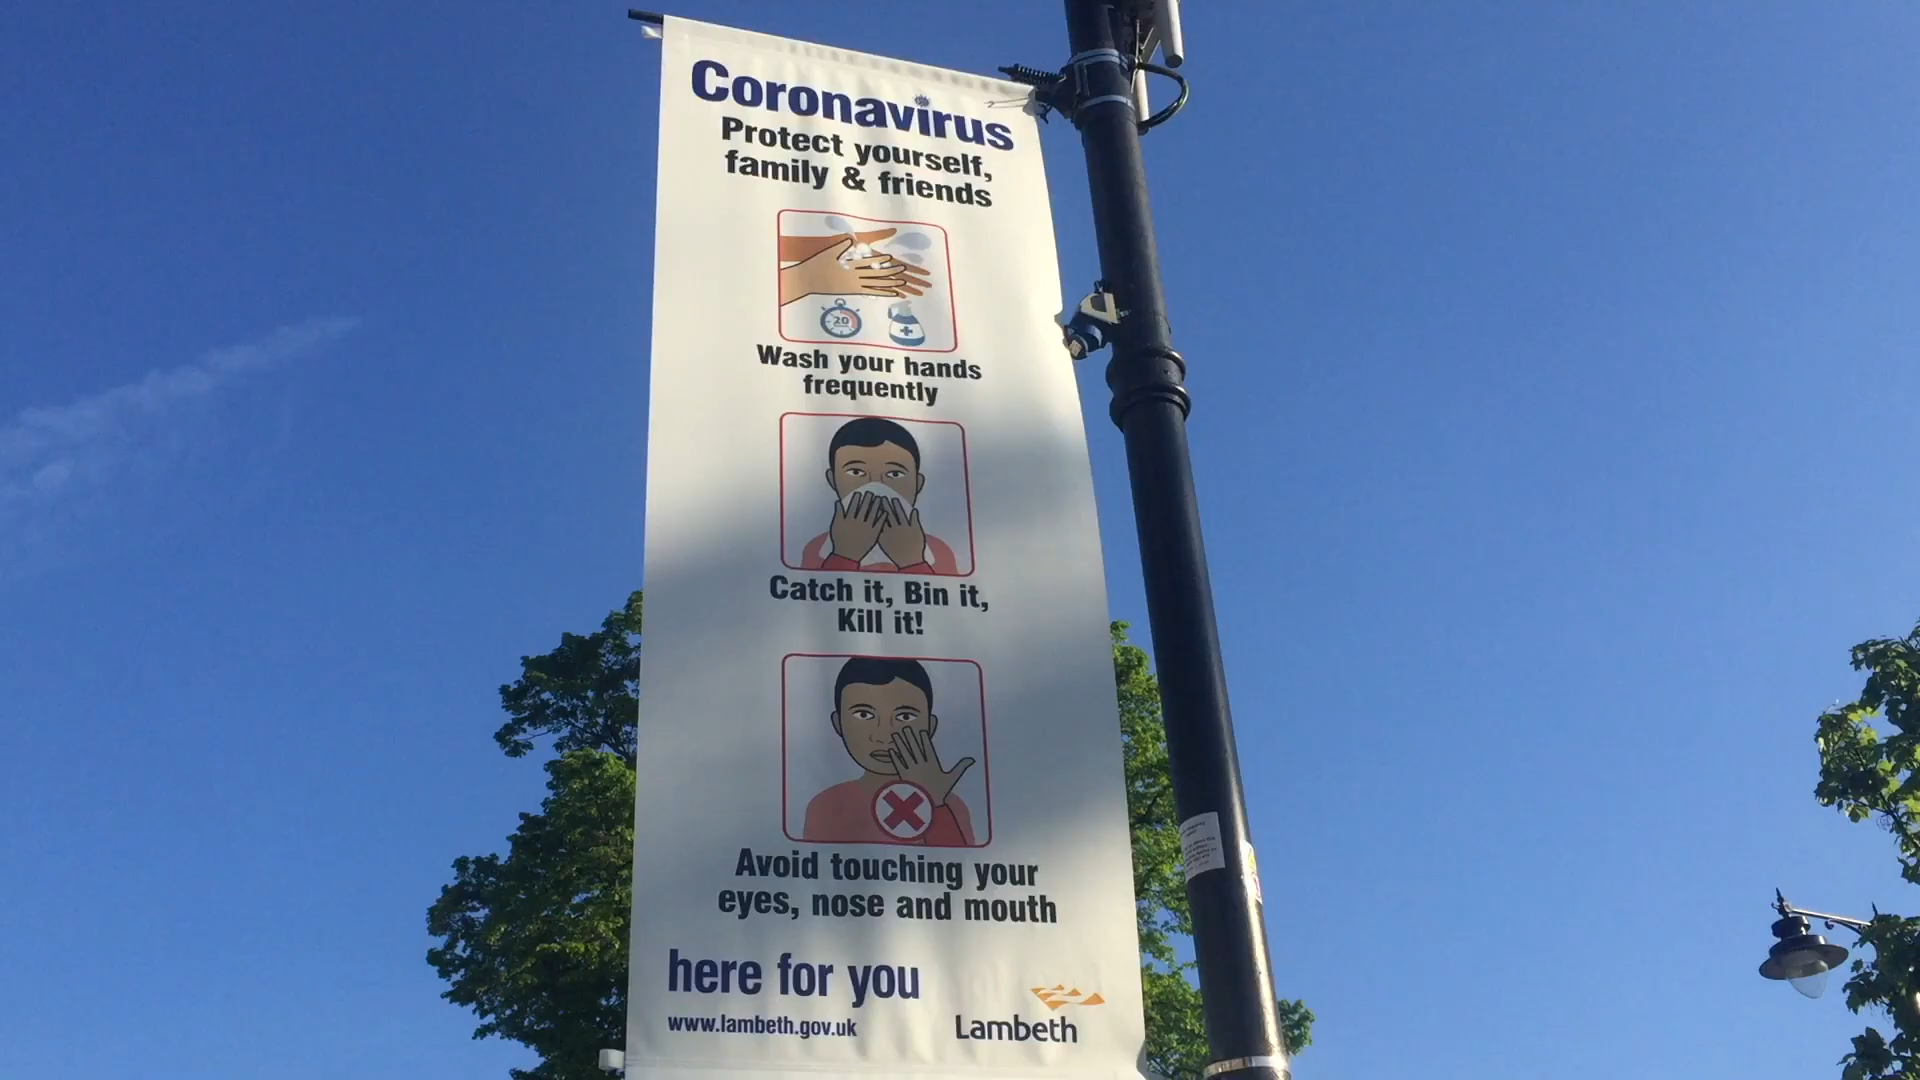 Coronavirus
Protect yourself,
family & friends
20
Wash your hands
frequently
Catch it, Bin it,
Kill it!
Avoid touching your
eyes, nose and mouth
here for you
www.lambeth.gov.uk
Lambeth